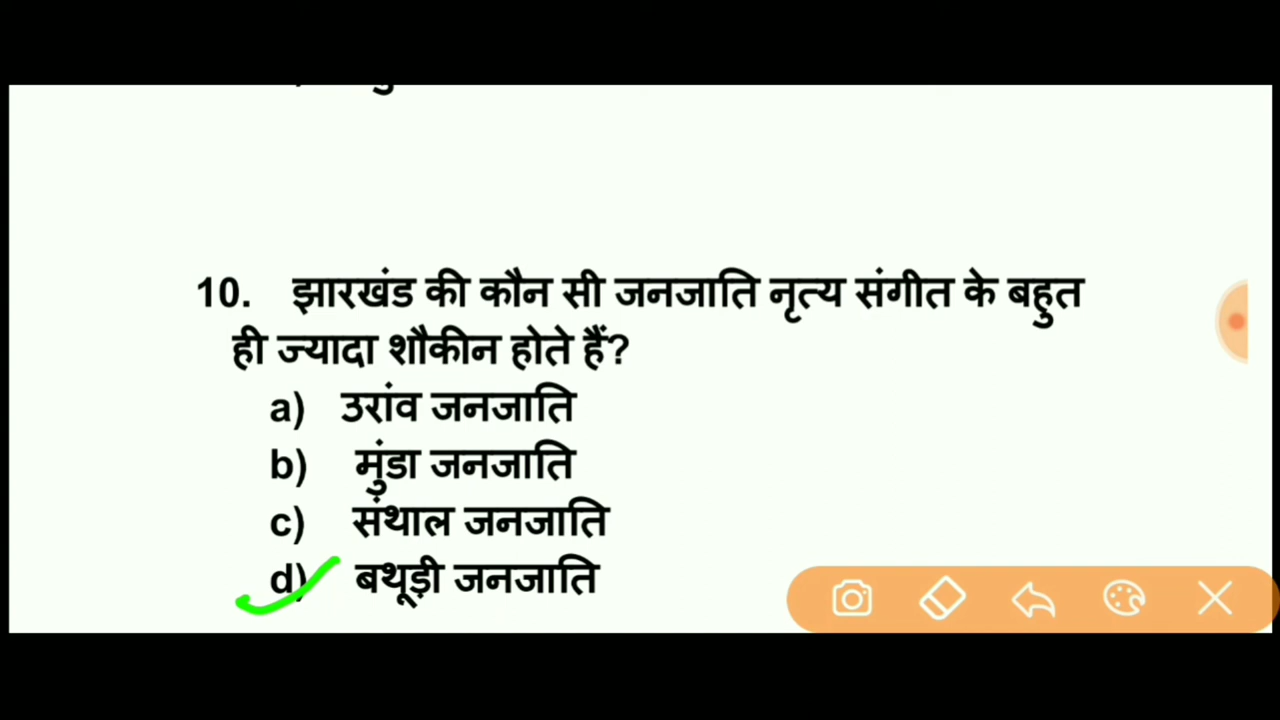 10. झारखंड की कौन सी जनजाति नृत्य संगीत के बहुत
ही ज्यादा शौकीन होते हैं?
a) उरांव जनजाति
b) मुंडा जनजाति
c) संथाल जनजाति
d) बथूड़ी जनजाति